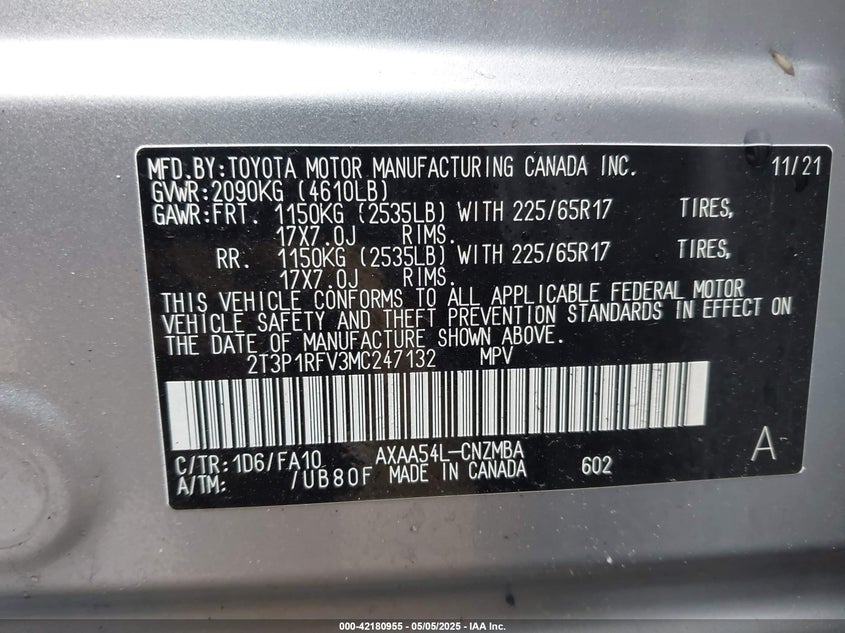 MFD.BY:TOYOTA MOTOR MANUFACTURING CANADA INC. 11/21
GVWR:2090KG (4610LB)
GAWR:FRT. 1150KG (2535LB) WITH 225/65R17 TIRES,
17X7.0J RIMS.
RR. 1150KG (2535LB) WITH 225/65R17 TIRES,
17X7.0J RIMS.
THIS VEHICLE CONFORMS TO ALL APPLICABLE FEDERAL MOTOR
VEHICLE SAFETY AND THEFT PREVENTION STANDARDS IN EFFECT ON
THE DATE OF MANUFACTURE SHOWN ABOVE.
2T3P1RFV3MC247132 MPV
C/TR:1D6/FA10 AXAA54L-CNZMBA A
A/TM: /UB80F MADE IN CANADA 602
000-42180955 - 05/05/2025 - IAA Inc.